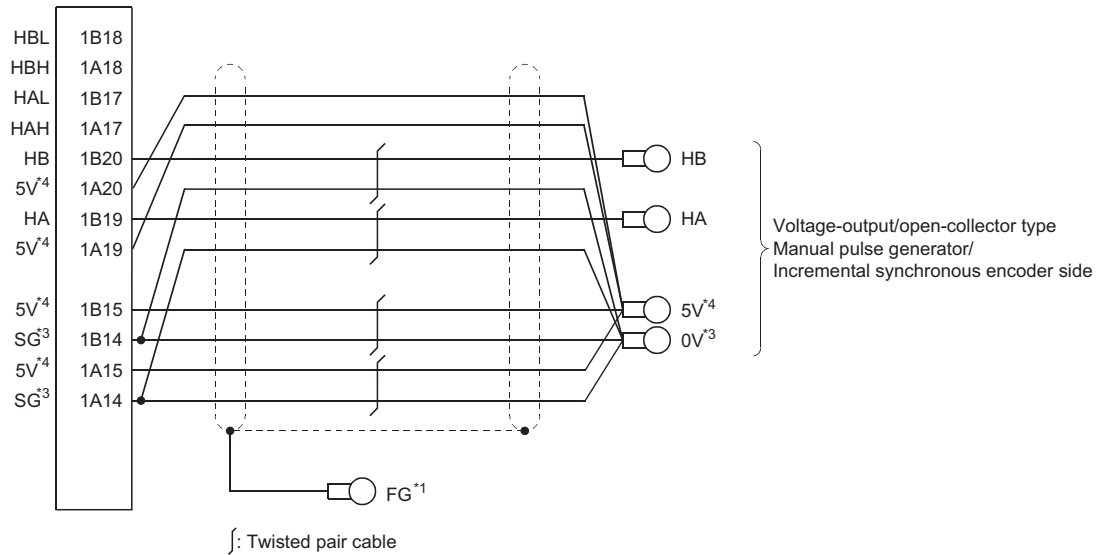 HBL 1B18
HBH 1A18
HAL 1B17
HAH 1A17
HB 1B20 HB
5V*4 1A20
HA 1B19 HA
5V*4 1A19
Voltage-output/open-collector type
Manual pulse generator/
Incremental synchronous encoder side
5V*4 1B15 5V*4
SG*3 1B14 0V*3
5V*4 1A15
SG*3 1A14
FG*1
: Twisted pair cable